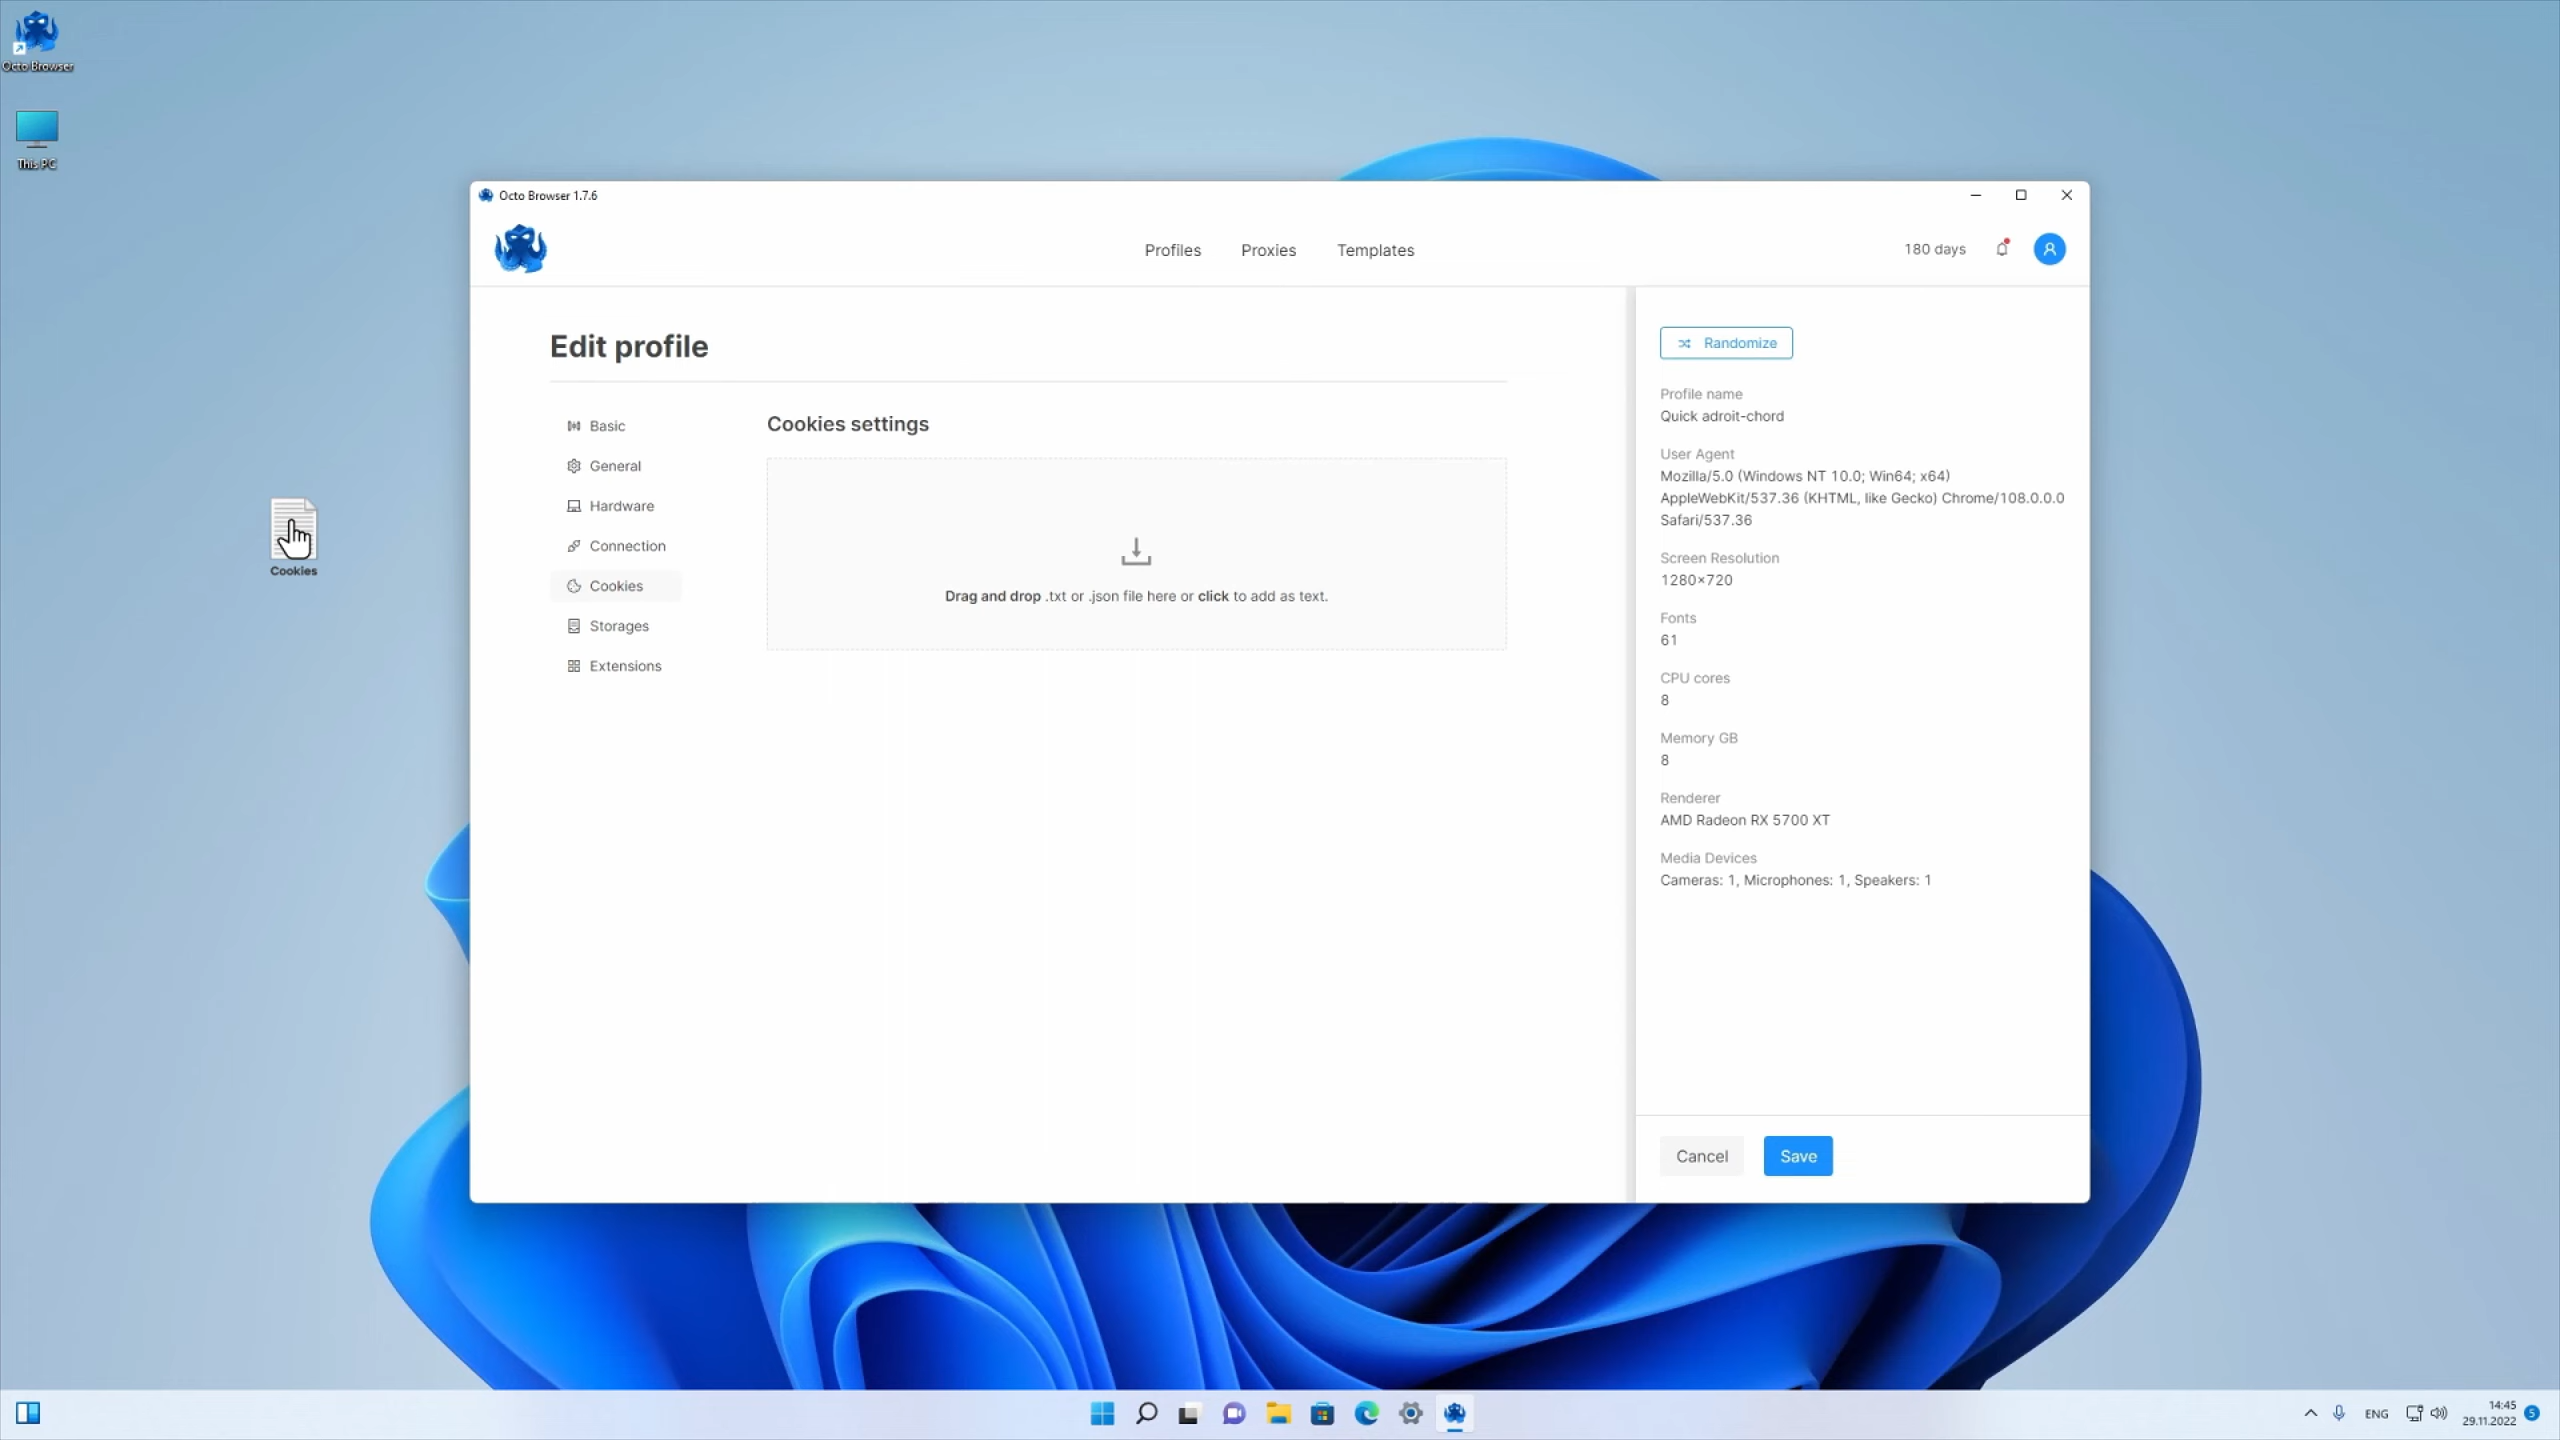 Octo Browser
This PC
Cookies
Octo Browser 1.7.6
Profiles
Proxies
Templates
180 days
Edit profile
Basic
General
Hardware
Connection
Cookies
Storages
Extensions
Cookies settings
Drag and drop .txt or .json file here or click to add as text.
Randomize
Profile name
Quick adroit-chord
User Agent
Mozilla/5.0 (Windows NT 10.0; Win64; x64)
AppleWebKit/537.36 (KHTML, like Gecko) Chrome/108.0.0.0
Safari/537.36
Screen Resolution
1280×720
Fonts
61
CPU cores
8
Memory GB
8
Renderer
AMD Radeon RX 5700 XT
Media Devices
Cameras: 1, Microphones: 1, Speakers: 1
Cancel
Save
ENG
14:45
29.11.2022
5